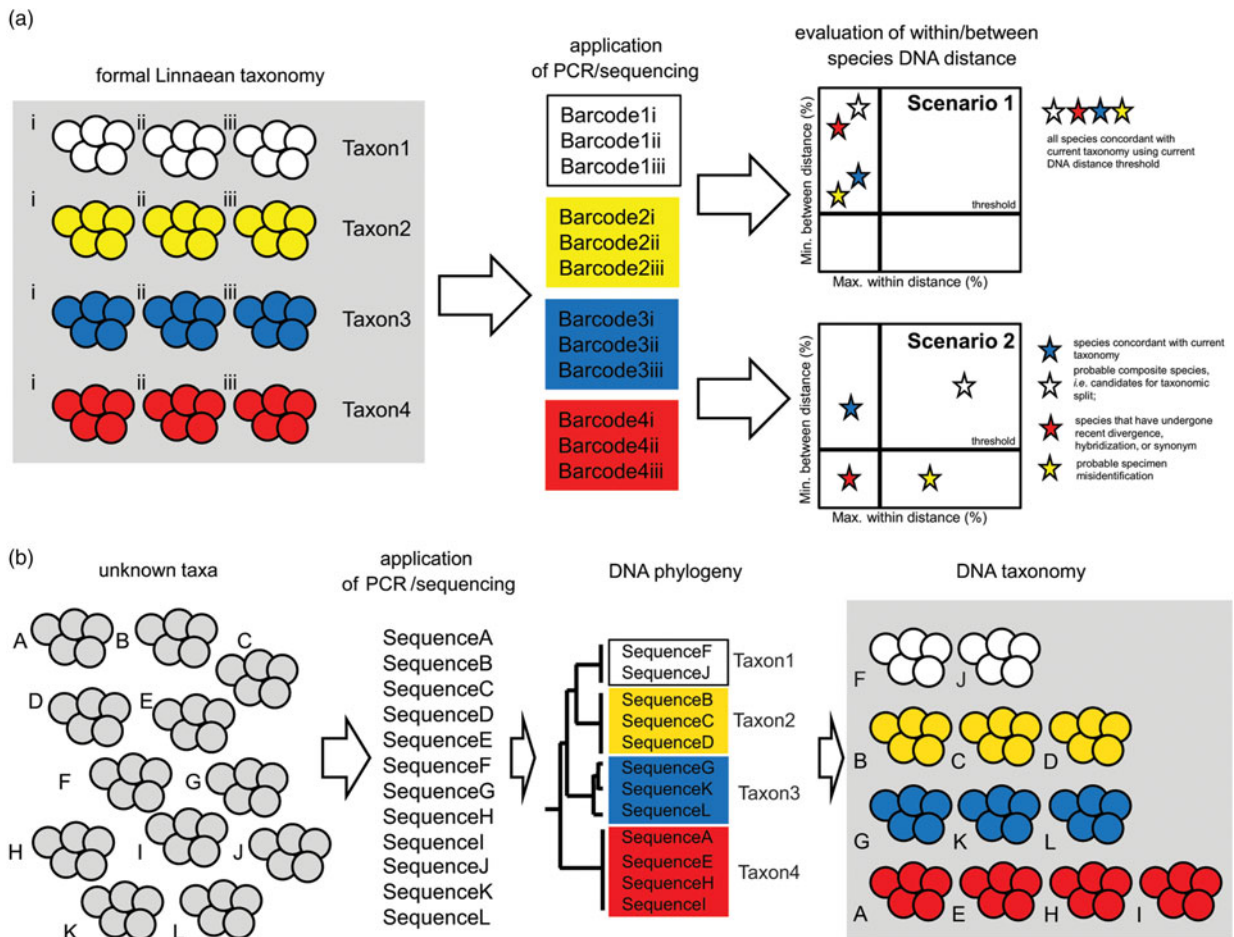 (a)
formal Linnaean taxonomy
i ii iii Taxon1
i ii iii Taxon2
i ii iii Taxon3
i ii iii Taxon4
application
of PCR/sequencing
Barcode1i
Barcode1ii
Barcode1iii
Barcode2i
Barcode2ii
Barcode2iii
Barcode3i
Barcode3ii
Barcode3iii
Barcode4i
Barcode4ii
Barcode4iii
evaluation of within/between
species DNA distance
Min. between distance (%)
Scenario 1
threshold
Max. within distance (%)
all species concordant with
current taxonomy using current
DNA distance threshold
Min. between distance (%)
Scenario 2
threshold
Max. within distance (%)
species concordant with current
taxonomy
probable composite species,
i.e. candidates for taxonomic
split;
species that have undergone
recent divergence,
hybridization, or synonym
probable specimen
misidentification
(b)
unknown taxa
A B C
D E
F G
H I J
K L
application
of PCR/sequencing
SequenceA
SequenceB
SequenceC
SequenceD
SequenceE
SequenceF
SequenceG
SequenceH
SequenceI
SequenceJ
SequenceK
SequenceL
DNA phylogeny
SequenceF
SequenceJ
Taxon1
SequenceB
SequenceC
SequenceD
Taxon2
SequenceG
SequenceK
SequenceL
Taxon3
SequenceA
SequenceE
SequenceH
SequenceI
Taxon4
DNA taxonomy
F J
B C D
G K L
A E H I